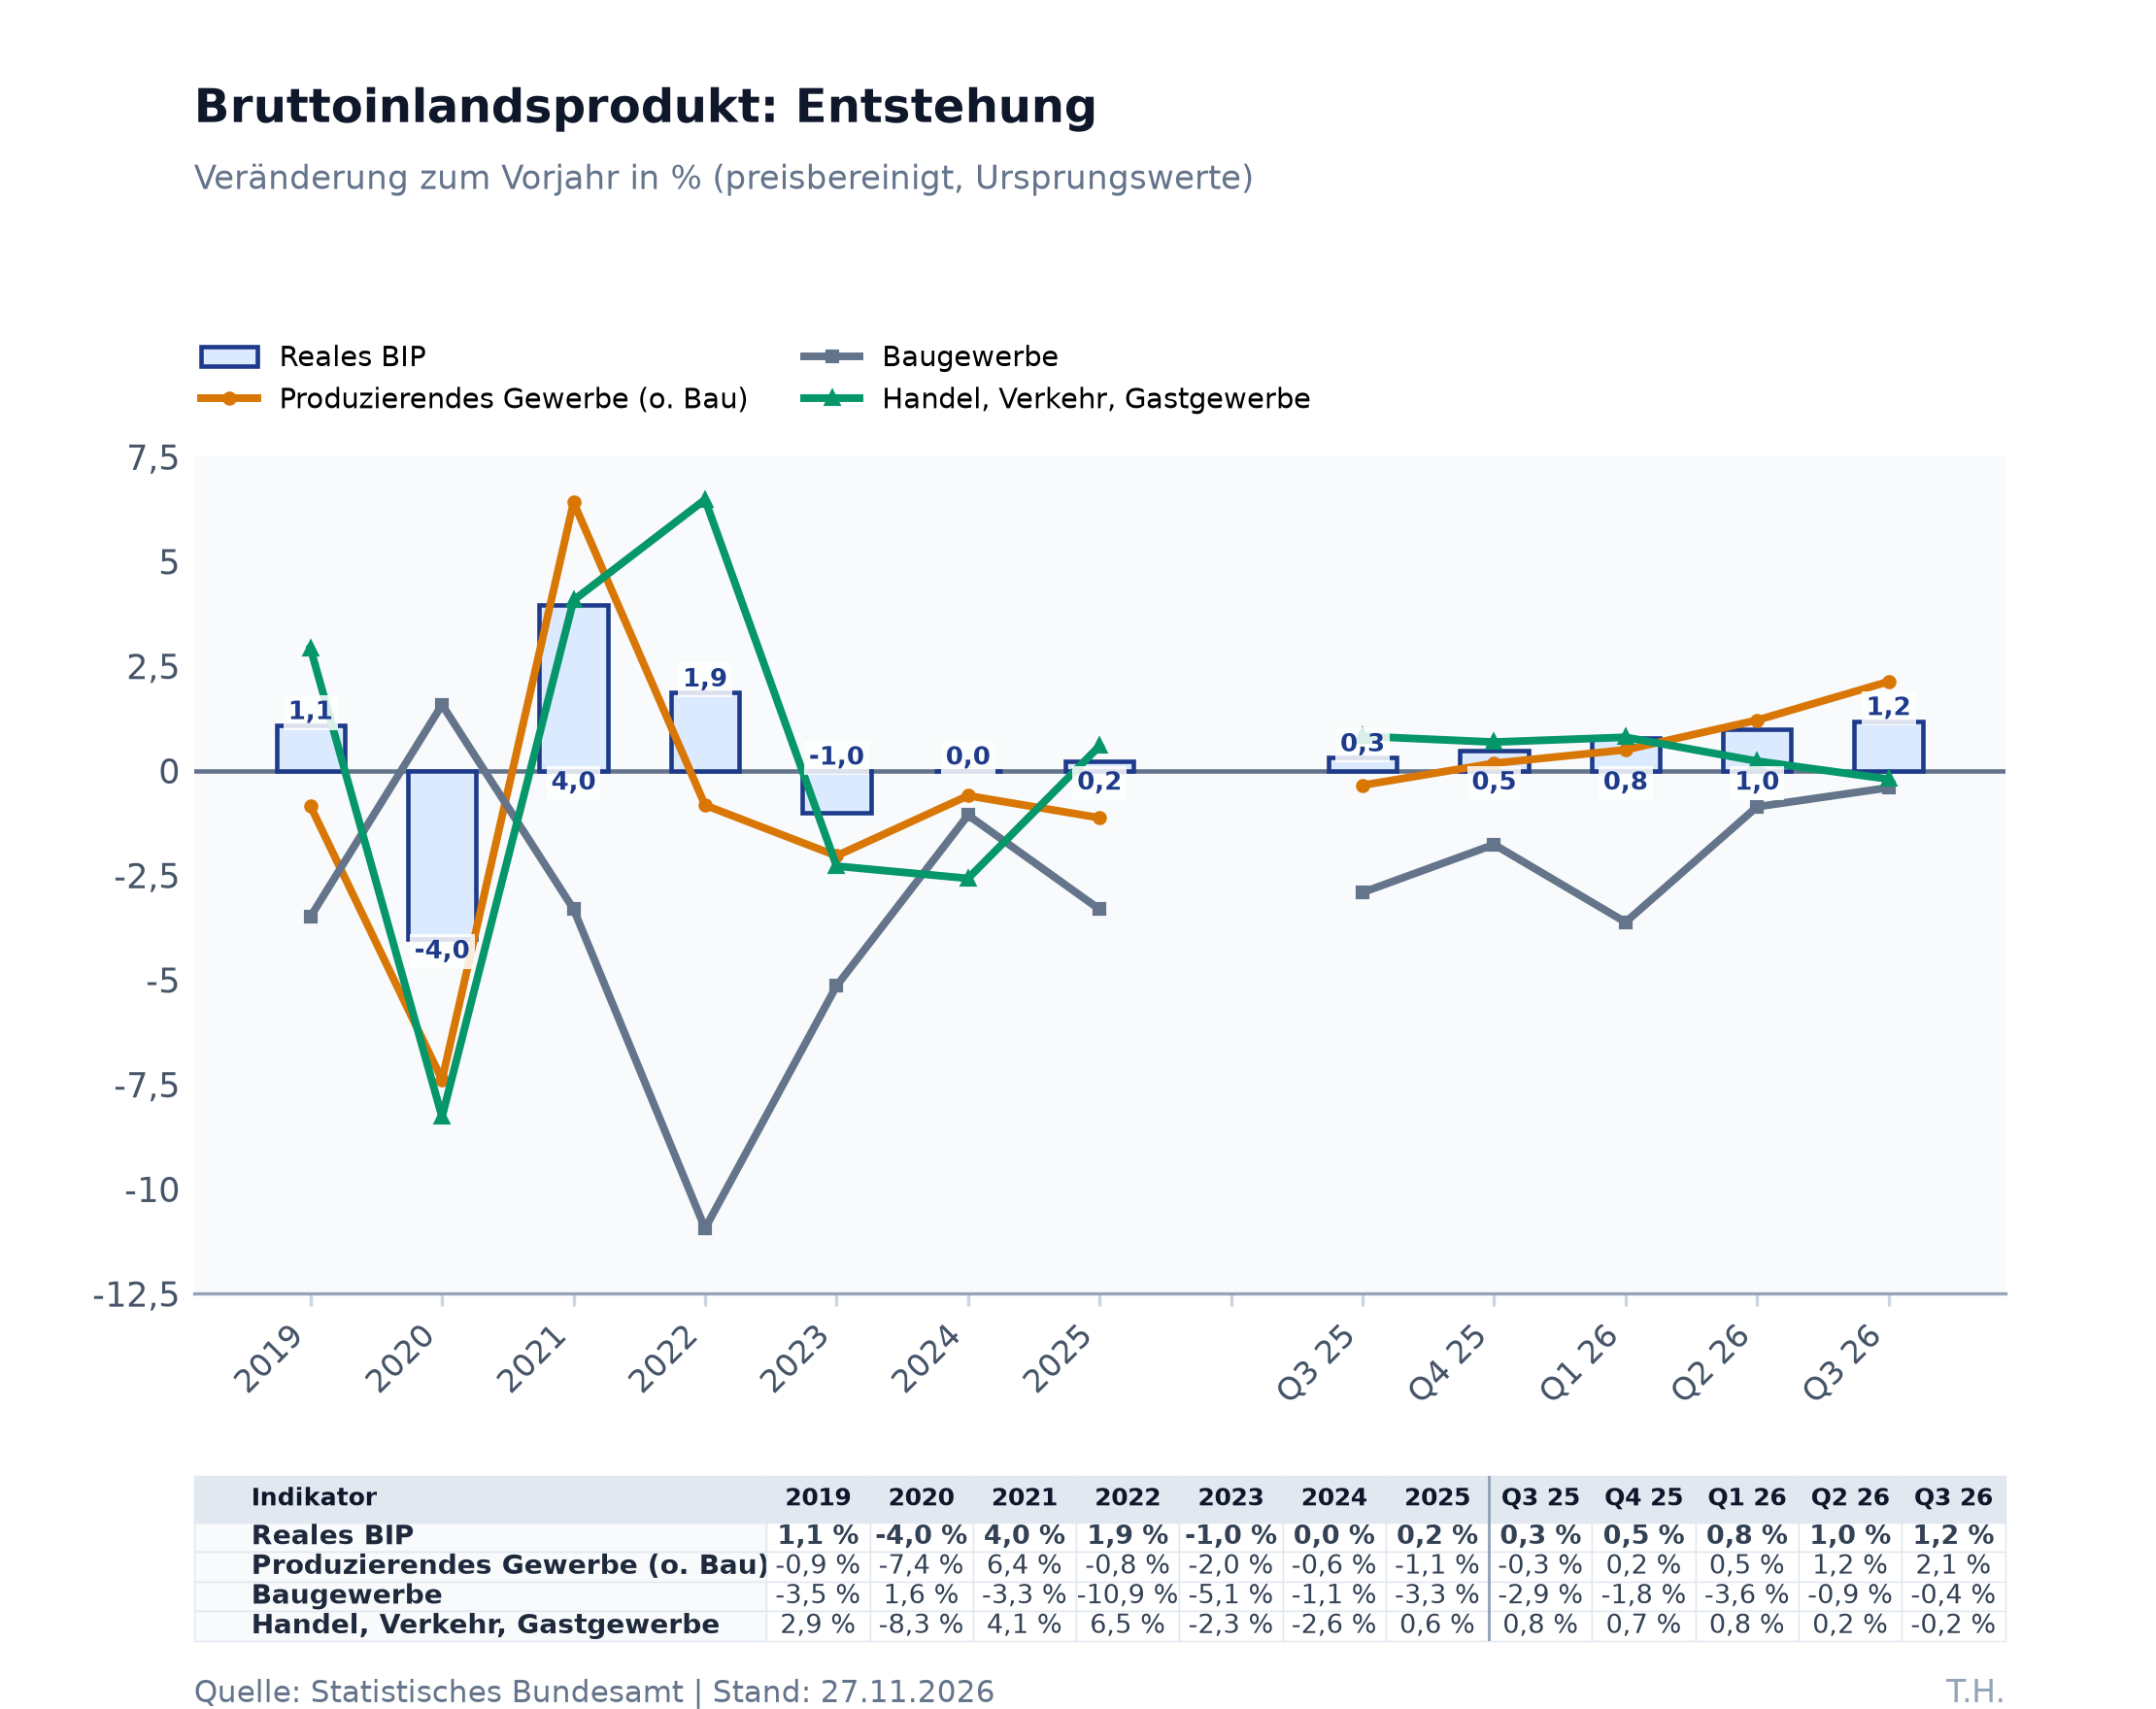 Bruttoinlandsprodukt: Entstehung
Veränderung zum Vorjahr in % (preisbereinigt, Ursprungswerte)
Reales BIP
Baugewerbe
Produzierendes Gewerbe (o. Bau)
Handel, Verkehr, Gastgewerbe
7,5
5
2,5
0
-2,5
-5
-7,5
-10
-12,5
1,1
-4,0
4,0
1,9
-1,0
0,0
0,2
0,3
0,5
0,8
1,0
1,2
2019 2020 2021 2022 2023 2024 2025 Q3 25 Q4 25 Q1 26 Q2 26 Q3 26
Indikator 2019 2020 2021 2022 2023 2024 2025 Q3 25 Q4 25 Q1 26 Q2 26 Q3 26
Reales BIP 1,1 % -4,0 % 4,0 % 1,9 % -1,0 % 0,0 % 0,2 % 0,3 % 0,5 % 0,8 % 1,0 % 1,2 %
Produzierendes Gewerbe (o. Bau) -0,9 % -7,4 % 6,4 % -0,8 % -2,0 % -0,6 % -1,1 % -0,3 % 0,2 % 0,5 % 1,2 % 2,1 %
Baugewerbe -3,5 % 1,6 % -3,3 % -10,9 % -5,1 % -1,1 % -3,3 % -2,9 % -1,8 % -3,6 % -0,9 % -0,4 %
Handel, Verkehr, Gastgewerbe 2,9 % -8,3 % 4,1 % 6,5 % -2,3 % -2,6 % 0,6 % 0,8 % 0,7 % 0,8 % 0,2 % -0,2 %
Quelle: Statistisches Bundesamt | Stand: 27.11.2026
T.H.